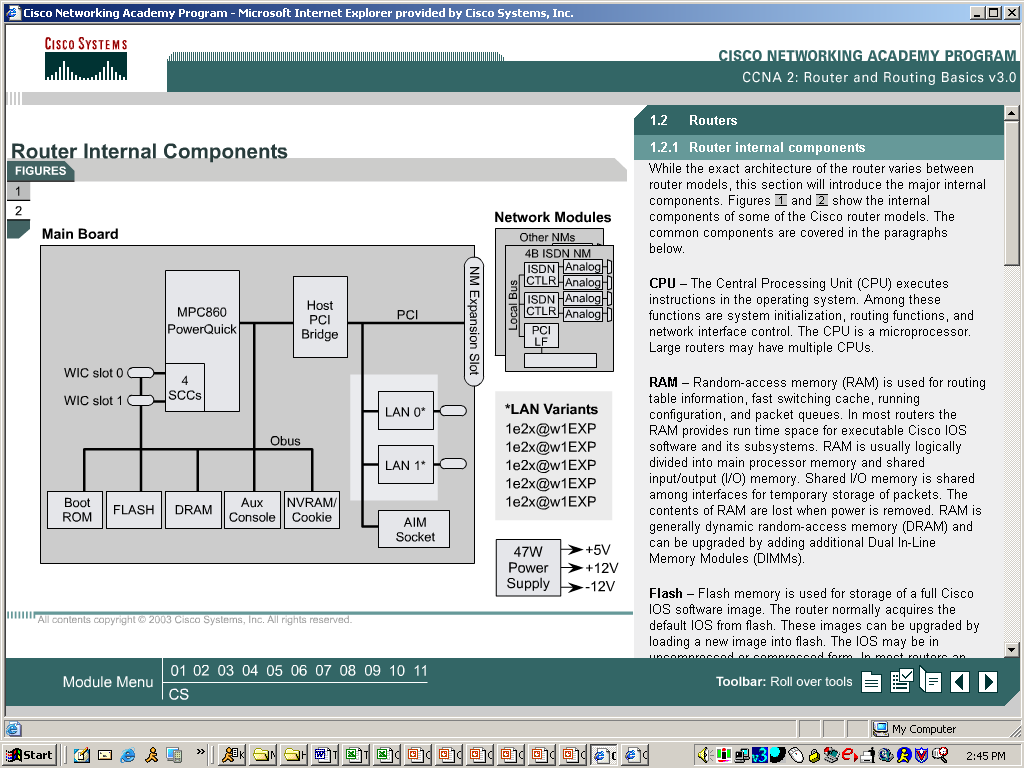 Cisco Networking Academy Program - Microsoft Internet Explorer provided by Cisco Systems, Inc.
CISCO SYSTEMS
CISCO NETWORKING ACADEMY PROGRAM
CCNA 2: Router and Routing Basics v3.0
Router Internal Components
FIGURES
1
2
Main Board
MPC860
PowerQuick
4
SCCs
WIC slot 0
WIC slot 1
Host
PCI
Bridge
PCI
NM Expansion Slot
LAN 0*
LAN 1*
AIM
Socket
Obus
Boot
ROM
FLASH
DRAM
Aux
Console
NVRAM/
Cookie
Network Modules
Other NMs
4B ISDN NM
Local Bus
ISDN
CTLR
ISDN
CTLR
PCI
LF
Analog
Analog
Analog
Analog
*LAN Variants
1e2x@w1EXP
1e2x@w1EXP
1e2x@w1EXP
1e2x@w1EXP
1e2x@w1EXP
47W
Power
Supply
+5V
+12V
-12V
All contents copyright © 2003 Cisco Systems, Inc. All rights reserved.
1.2 Routers
1.2.1 Router internal components
While the exact architecture of the router varies between
router models, this section will introduce the major internal
components. Figures 1 and 2 show the internal
components of some of the Cisco router models. The
common components are covered in the paragraphs
below.
CPU – The Central Processing Unit (CPU) executes
instructions in the operating system. Among these
functions are system initialization, routing functions, and
network interface control. The CPU is a microprocessor.
Large routers may have multiple CPUs.
RAM – Random-access memory (RAM) is used for routing
table information, fast switching cache, running
configuration, and packet queues. In most routers the
RAM provides run time space for executable Cisco IOS
software and its subsystems. RAM is usually logically
divided into main processor memory and shared
input/output (I/O) memory. Shared I/O memory is shared
among interfaces for temporary storage of packets. The
contents of RAM are lost when power is removed. RAM is
generally dynamic random-access memory (DRAM) and
can be upgraded by adding additional Dual In-Line
Memory Modules (DIMMs).
Flash – Flash memory is used for storage of a full Cisco
IOS software image. The router normally acquires the
default IOS from flash. These images can be upgraded by
loading a new image into flash. The IOS may be in
uncompressed or compressed form. In most routers an
Module Menu
01 02 03 04 05 06 07 08 09 10 11
CS
Toolbar: Roll over tools
My Computer
Start
2:45 PM